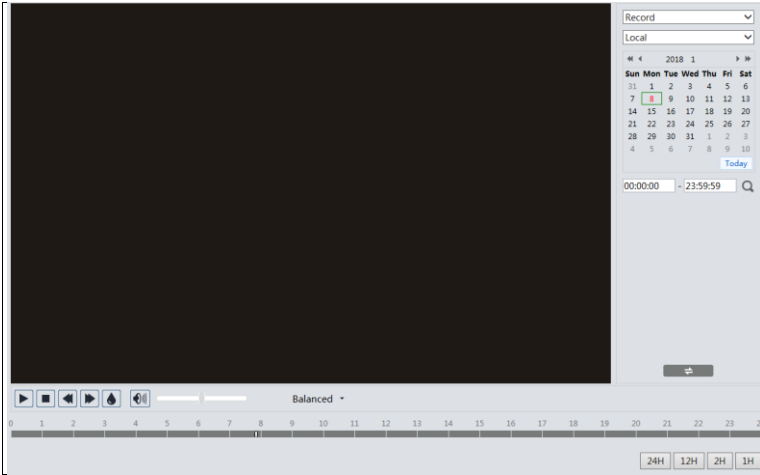 Record
Local
2018 1
Sun Mon Tue Wed Thu Fri Sat
31 1 2 3 4 5 6
7 8 9 10 11 12 13
14 15 16 17 18 19 20
21 22 23 24 25 26 27
28 29 30 31 1 2 3
4 5 6 7 8 9 10
Today
00:00:00 - 23:59:59
Balanced
0 1 2 3 4 5 6 7 8 9 10 11 12 13 14 15 16 17 18 19 20 21 22 23
24H 12H 2H 1H